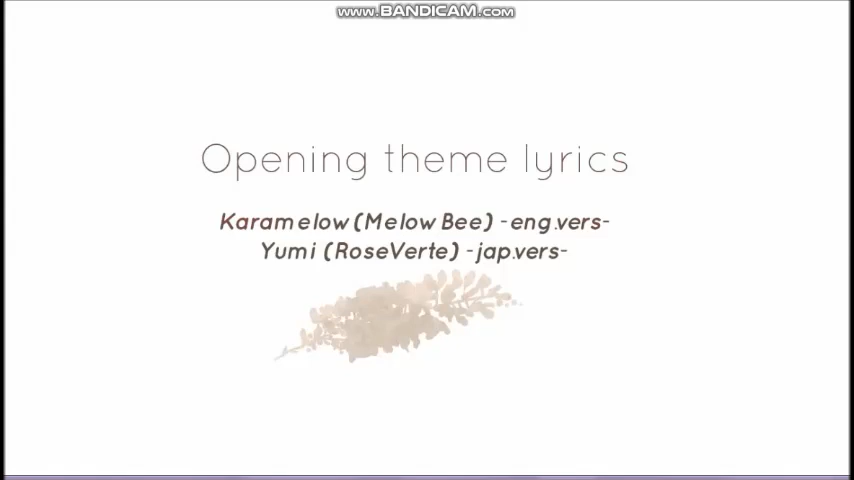 www.BANDICAM.com
Opening theme lyrics
Karamelow (Melow Bee) -eng.vers-
Yumi (RoseVerte) -jap.vers-